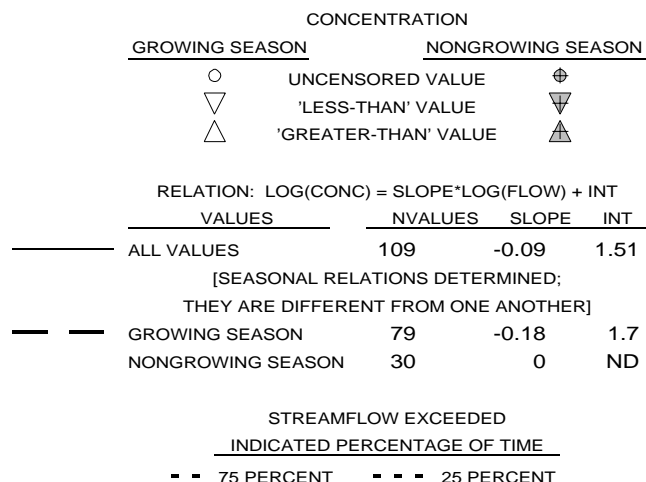 CONCENTRATION
GROWING SEASON NONGROWING SEASON
UNCENSORED VALUE
'LESS-THAN' VALUE
'GREATER-THAN' VALUE
RELATION: LOG(CONC) = SLOPE*LOG(FLOW) + INT
VALUES NVALUES SLOPE INT
ALL VALUES 109 -0.09 1.51
[SEASONAL RELATIONS DETERMINED;
THEY ARE DIFFERENT FROM ONE ANOTHER]
GROWING SEASON 79 -0.18 1.7
NONGROWING SEASON 30 0 ND
STREAMFLOW EXCEEDED
INDICATED PERCENTAGE OF TIME
75 PERCENT 25 PERCENT